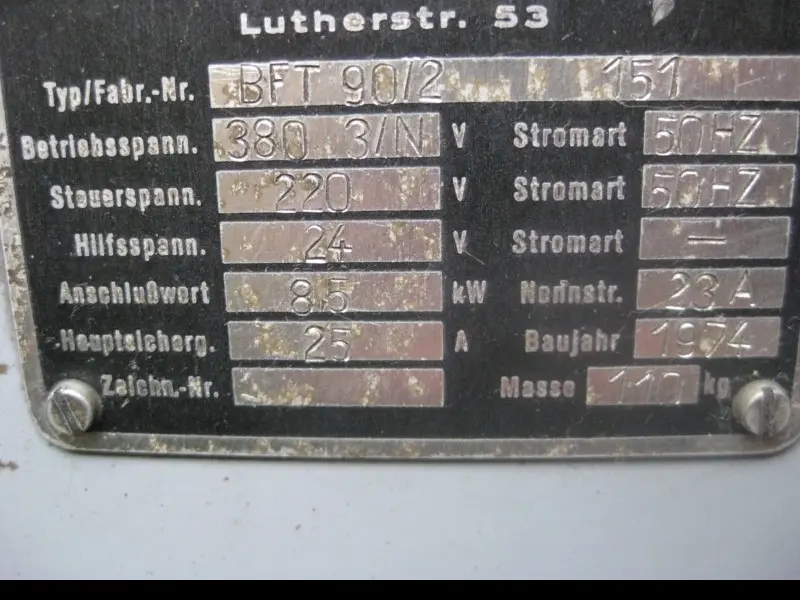 Lutherstr. 53
Typ/Fabr.-Nr. BFT 90/2 151 –
Betriebsspann. 380 3/N V Stromart 50HZ
Steuerspann. 220 V Stromart 50HZ
Hilfsspann. 24 V Stromart –
Anschlußwert 8,5 kW Nennstr. 23 A
Hauptsicherg. 25 A Baujahr 1974
Zeichn.-Nr. Masse 110 kg